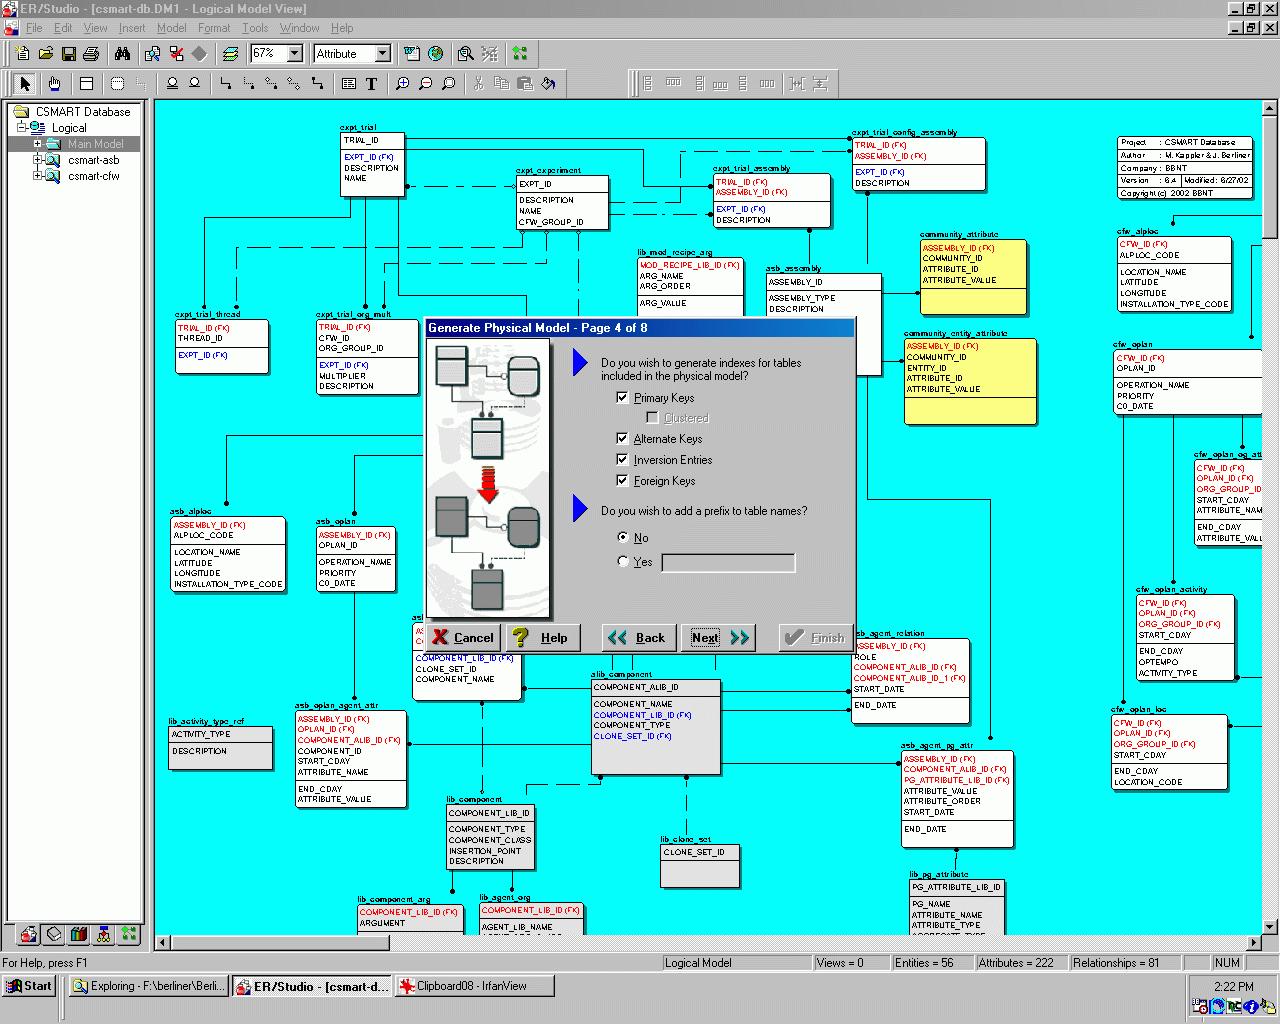 ER/Studio - [csmart-db.DM1 - Logical Model View]
File Edit View Insert Model Format Tools Window Help
67% Attribute
CSMART Database
Logical
Main Model
csmart-asb
csmart-cfw
expt_trial
TRIAL_ID
EXPT_ID (FK)
DESCRIPTION
NAME
expt_experiment
EXPT_ID
DESCRIPTION
NAME
CFW_GROUP_ID
expt_trial_assembly
TRIAL_ID (FK)
ASSEMBLY_ID (FK)
EXPT_ID (FK)
DESCRIPTION
expt_trial_config_assembly
TRIAL_ID (FK)
ASSEMBLY_ID (FK)
EXPT_ID (FK)
DESCRIPTION
Project : CSMART Database
Author : M. Kappler & J. Berliner
Company : BBNT
Version : 6.4 Modified: 6/27/02
Copyright (c) 2002 BBNT
lib_mod_recipe_arg
MOD_RECIPE_LIB_ID (FK)
ARG_NAME
ARG_ORDER
ARG_VALUE
asb_assembly
ASSEMBLY_ID
ASSEMBLY_TYPE
DESCRIPTION
community_attribute
ASSEMBLY_ID (FK)
COMMUNITY_ID
ATTRIBUTE_ID
ATTRIBUTE_VALUE
cfw_alploc
CFW_ID (FK)
ALPLOC_CODE
LOCATION_NAME
LATITUDE
LONGITUDE
INSTALLATION_TYPE_CODE
expt_trial_thread
TRIAL_ID (FK)
THREAD_ID
EXPT_ID (FK)
expt_trial_org_mult
TRIAL_ID (FK)
CFW_ID
ORG_GROUP_ID
EXPT_ID (FK)
MULTIPLIER
DESCRIPTION
community_entity_attribute
ASSEMBLY_ID (FK)
COMMUNITY_ID
ENTITY_ID
ATTRIBUTE_ID
ATTRIBUTE_VALUE
cfw_oplan
CFW_ID (FK)
OPLAN_ID
OPERATION_NAME
PRIORITY
C0_DATE
Generate Physical Model - Page 4 of 8
Do you wish to generate indexes for tables
included in the physical model?
Primary Keys
Clustered
Alternate Keys
Inversion Entries
Foreign Keys
Do you wish to add a prefix to table names?
No
Yes
Cancel Help Back Next Finish
cfw_oplan_og_att
CFW_ID (FK)
OPLAN_ID (FK)
ORG_GROUP_ID (FK)
START_CDAY
ATTRIBUTE_NAM
END_CDAY
ATTRIBUTE_VALU
asb_alploc
ASSEMBLY_ID (FK)
ALPLOC_CODE
LOCATION_NAME
LATITUDE
LONGITUDE
INSTALLATION_TYPE_CODE
asb_oplan
ASSEMBLY_ID (FK)
OPLAN_ID
OPERATION_NAME
PRIORITY
C0_DATE
cfw_oplan_activity
CFW_ID (FK)
OPLAN_ID (FK)
ORG_GROUP_ID (FK)
START_CDAY
END_CDAY
OPTEMPO
ACTIVITY_TYPE
COMPONENT_LIB_ID (FK)
CLONE_SET_ID
COMPONENT_NAME
asb_agent_relation
ASSEMBLY_ID (FK)
ROLE
COMPONENT_ALIB_ID (FK)
COMPONENT_ALIB_ID_1 (FK)
START_DATE
END_DATE
alib_component
COMPONENT_ALIB_ID
COMPONENT_NAME
COMPONENT_LIB_ID (FK)
COMPONENT_TYPE
CLONE_SET_ID (FK)
lib_activity_type_ref
ACTIVITY_TYPE
DESCRIPTION
asb_oplan_agent_attr
ASSEMBLY_ID (FK)
OPLAN_ID (FK)
COMPONENT_ALIB_ID (FK)
COMPONENT_ID
START_CDAY
ATTRIBUTE_NAME
END_CDAY
ATTRIBUTE_VALUE
cfw_oplan_loc
CFW_ID (FK)
OPLAN_ID (FK)
ORG_GROUP_ID (FK)
START_CDAY
END_CDAY
LOCATION_CODE
asb_agent_pg_attr
ASSEMBLY_ID (FK)
COMPONENT_ALIB_ID (FK)
PG_ATTRIBUTE_LIB_ID (FK)
ATTRIBUTE_VALUE
ATTRIBUTE_ORDER
START_DATE
END_DATE
lib_component
COMPONENT_LIB_ID
COMPONENT_TYPE
COMPONENT_CLASS
INSERTION_POINT
DESCRIPTION
lib_clone_set
CLONE_SET_ID
lib_pg_attribute
PG_ATTRIBUTE_LIB_ID
PG_NAME
ATTRIBUTE_NAME
ATTRIBUTE_TYPE
lib_component_arg
COMPONENT_LIB_ID (FK)
ARGUMENT
lib_agent_org
COMPONENT_LIB_ID (FK)
AGENT_LIB_NAME
For Help, press F1
Logical Model Views = 0 Entities = 56 Attributes = 222 Relationships = 81 NUM
Start Exploring - F:\berliner\Berli... ER/Studio - [csmart-d... Clipboard08 - IrfanView 2:22 PM